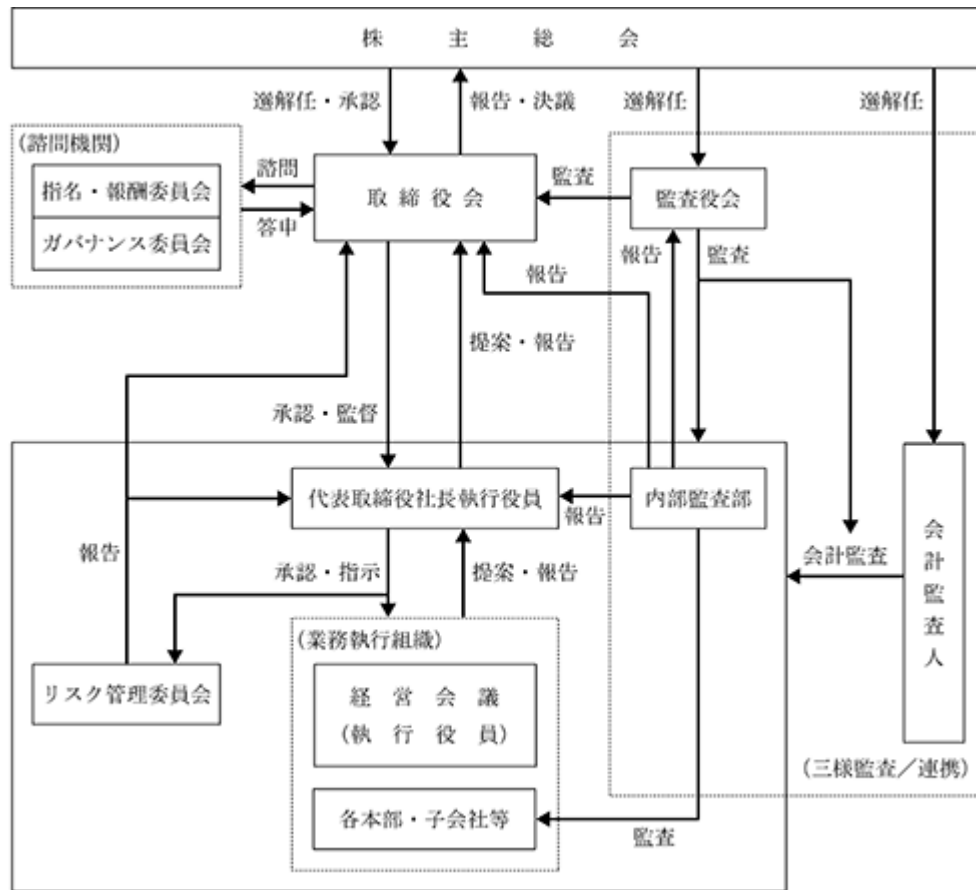 株主総会
選解任・承認
報告・決議
選解任
選解任
(諮問機関)
指名・報酬委員会
ガバナンス委員会
諮問
答申
取締役会
監査
監査役会
報告
報告
監査
提案・報告
承認・監督
代表取締役社長執行役員
報告
内部監査部
会計監査
会計監査人
報告
承認・指示
提案・報告
リスク管理委員会
(業務執行組織)
経営会議
(執行役員)
各本部・子会社等
監査
(三様監査/連携)